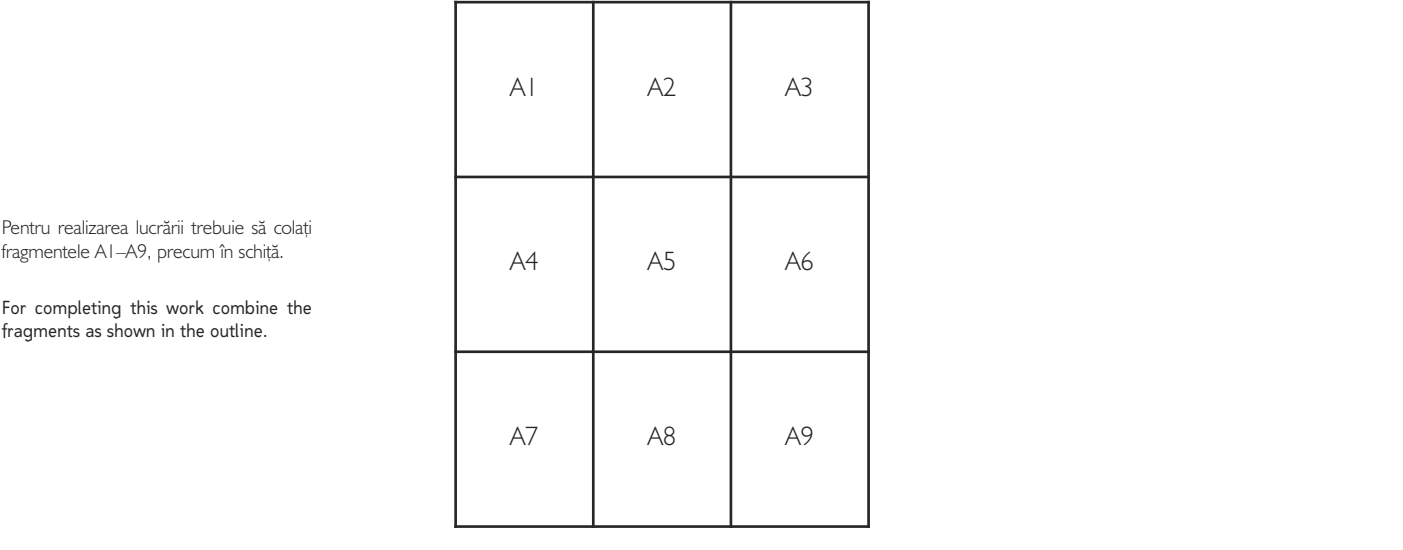 Pentru realizarea lucrării trebuie să colați
fragmentele A1–A9, precum în schiță.
For completing this work combine the
fragments as shown in the outline.
A1 A2 A3
A4 A5 A6
A7 A8 A9